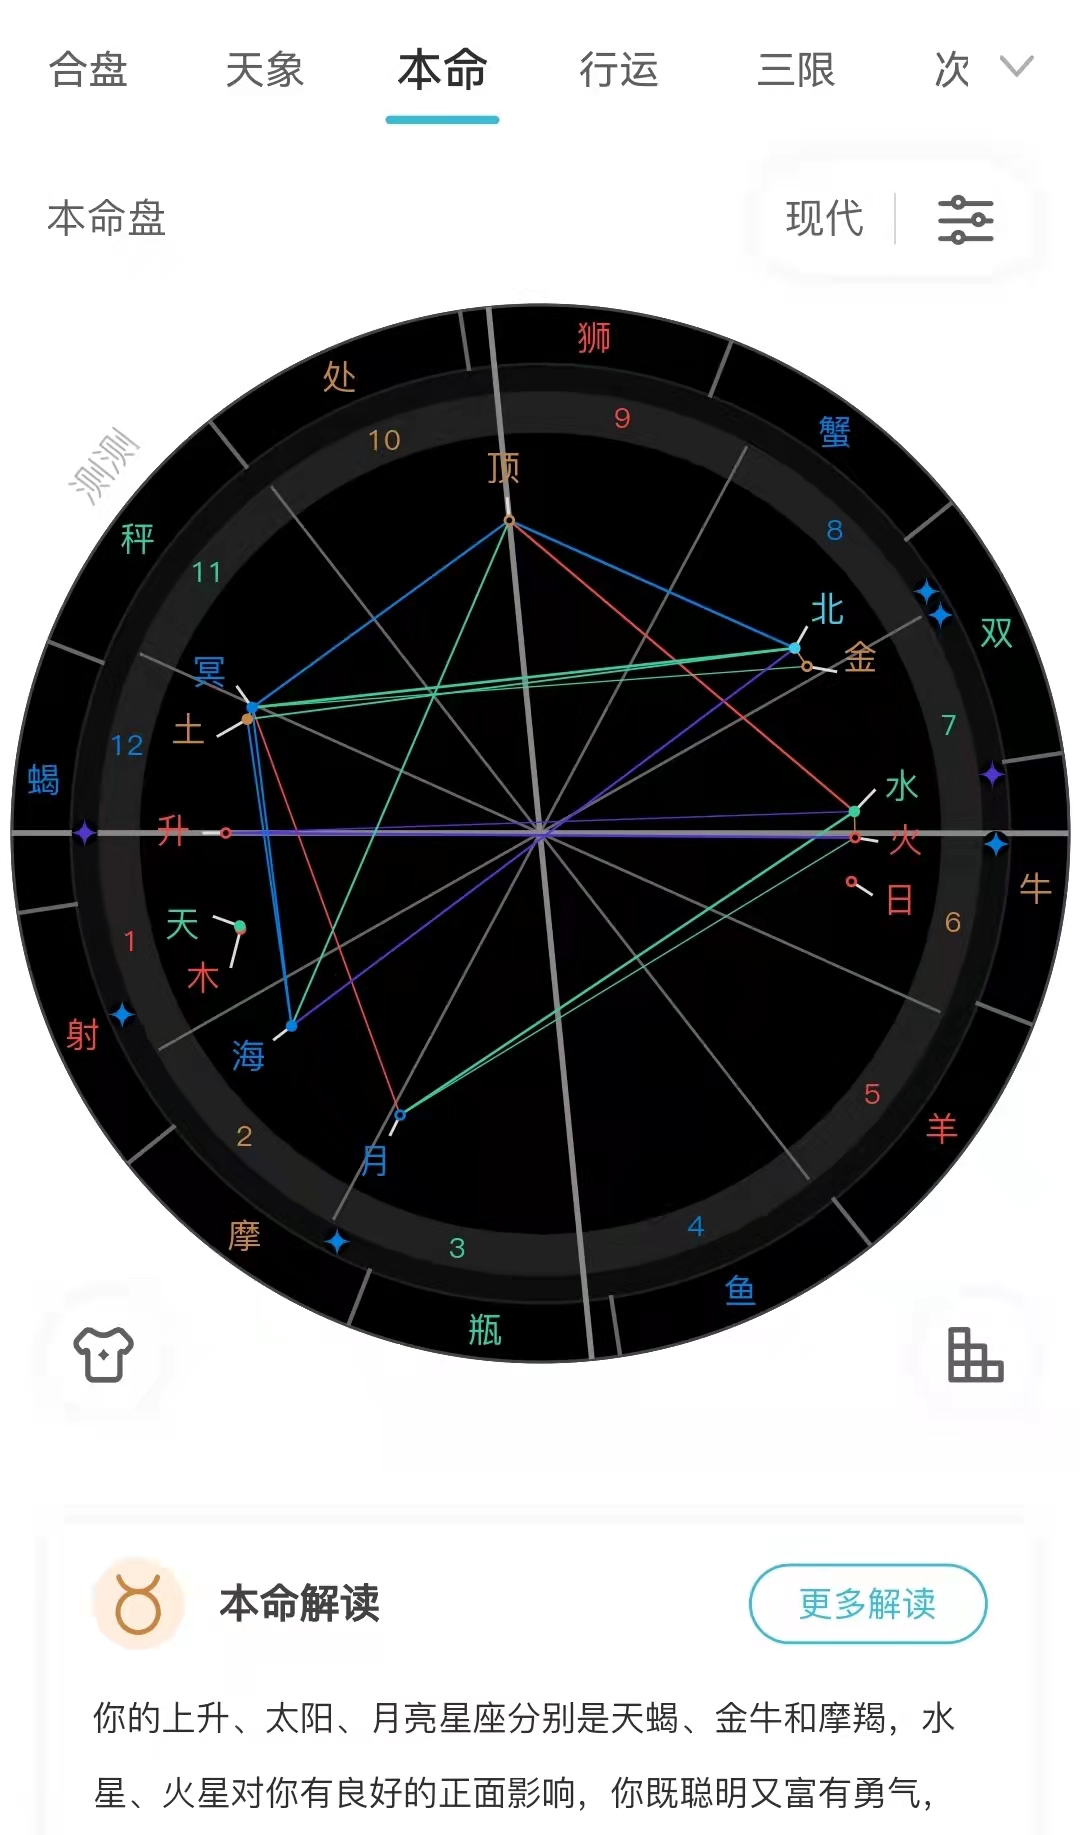 合盘 天象 本命 行运 三限 次
本命盘 现代
测测
狮
处
蟹
9
10
顶
秤
8
11
北
双
冥
金
土
7
12
蝎
水
升
火
牛
天
日
6
1
木
射
海
5
2
羊
月
摩
3
4
鱼
瓶
本命解读 更多解读
你的上升、太阳、月亮星座分别是天蝎、金牛和摩羯，水
星、火星对你有良好的正面影响，你既聪明又富有勇气，